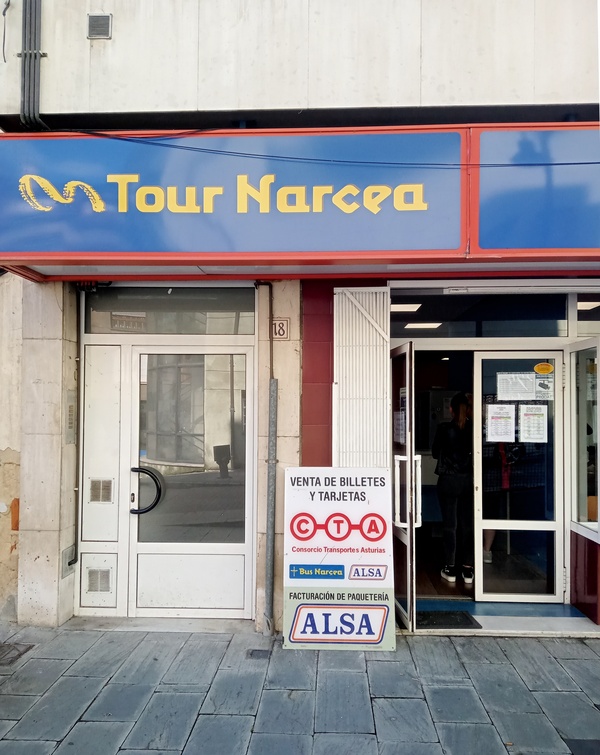 Tour Narcea
18
VENTA DE BILLETES
Y TARJETAS
CTA
Consorcio Transportes Asturias
Bus Narcea
ALSA
FACTURACIÓN DE PAQUETERÍA
ALSA